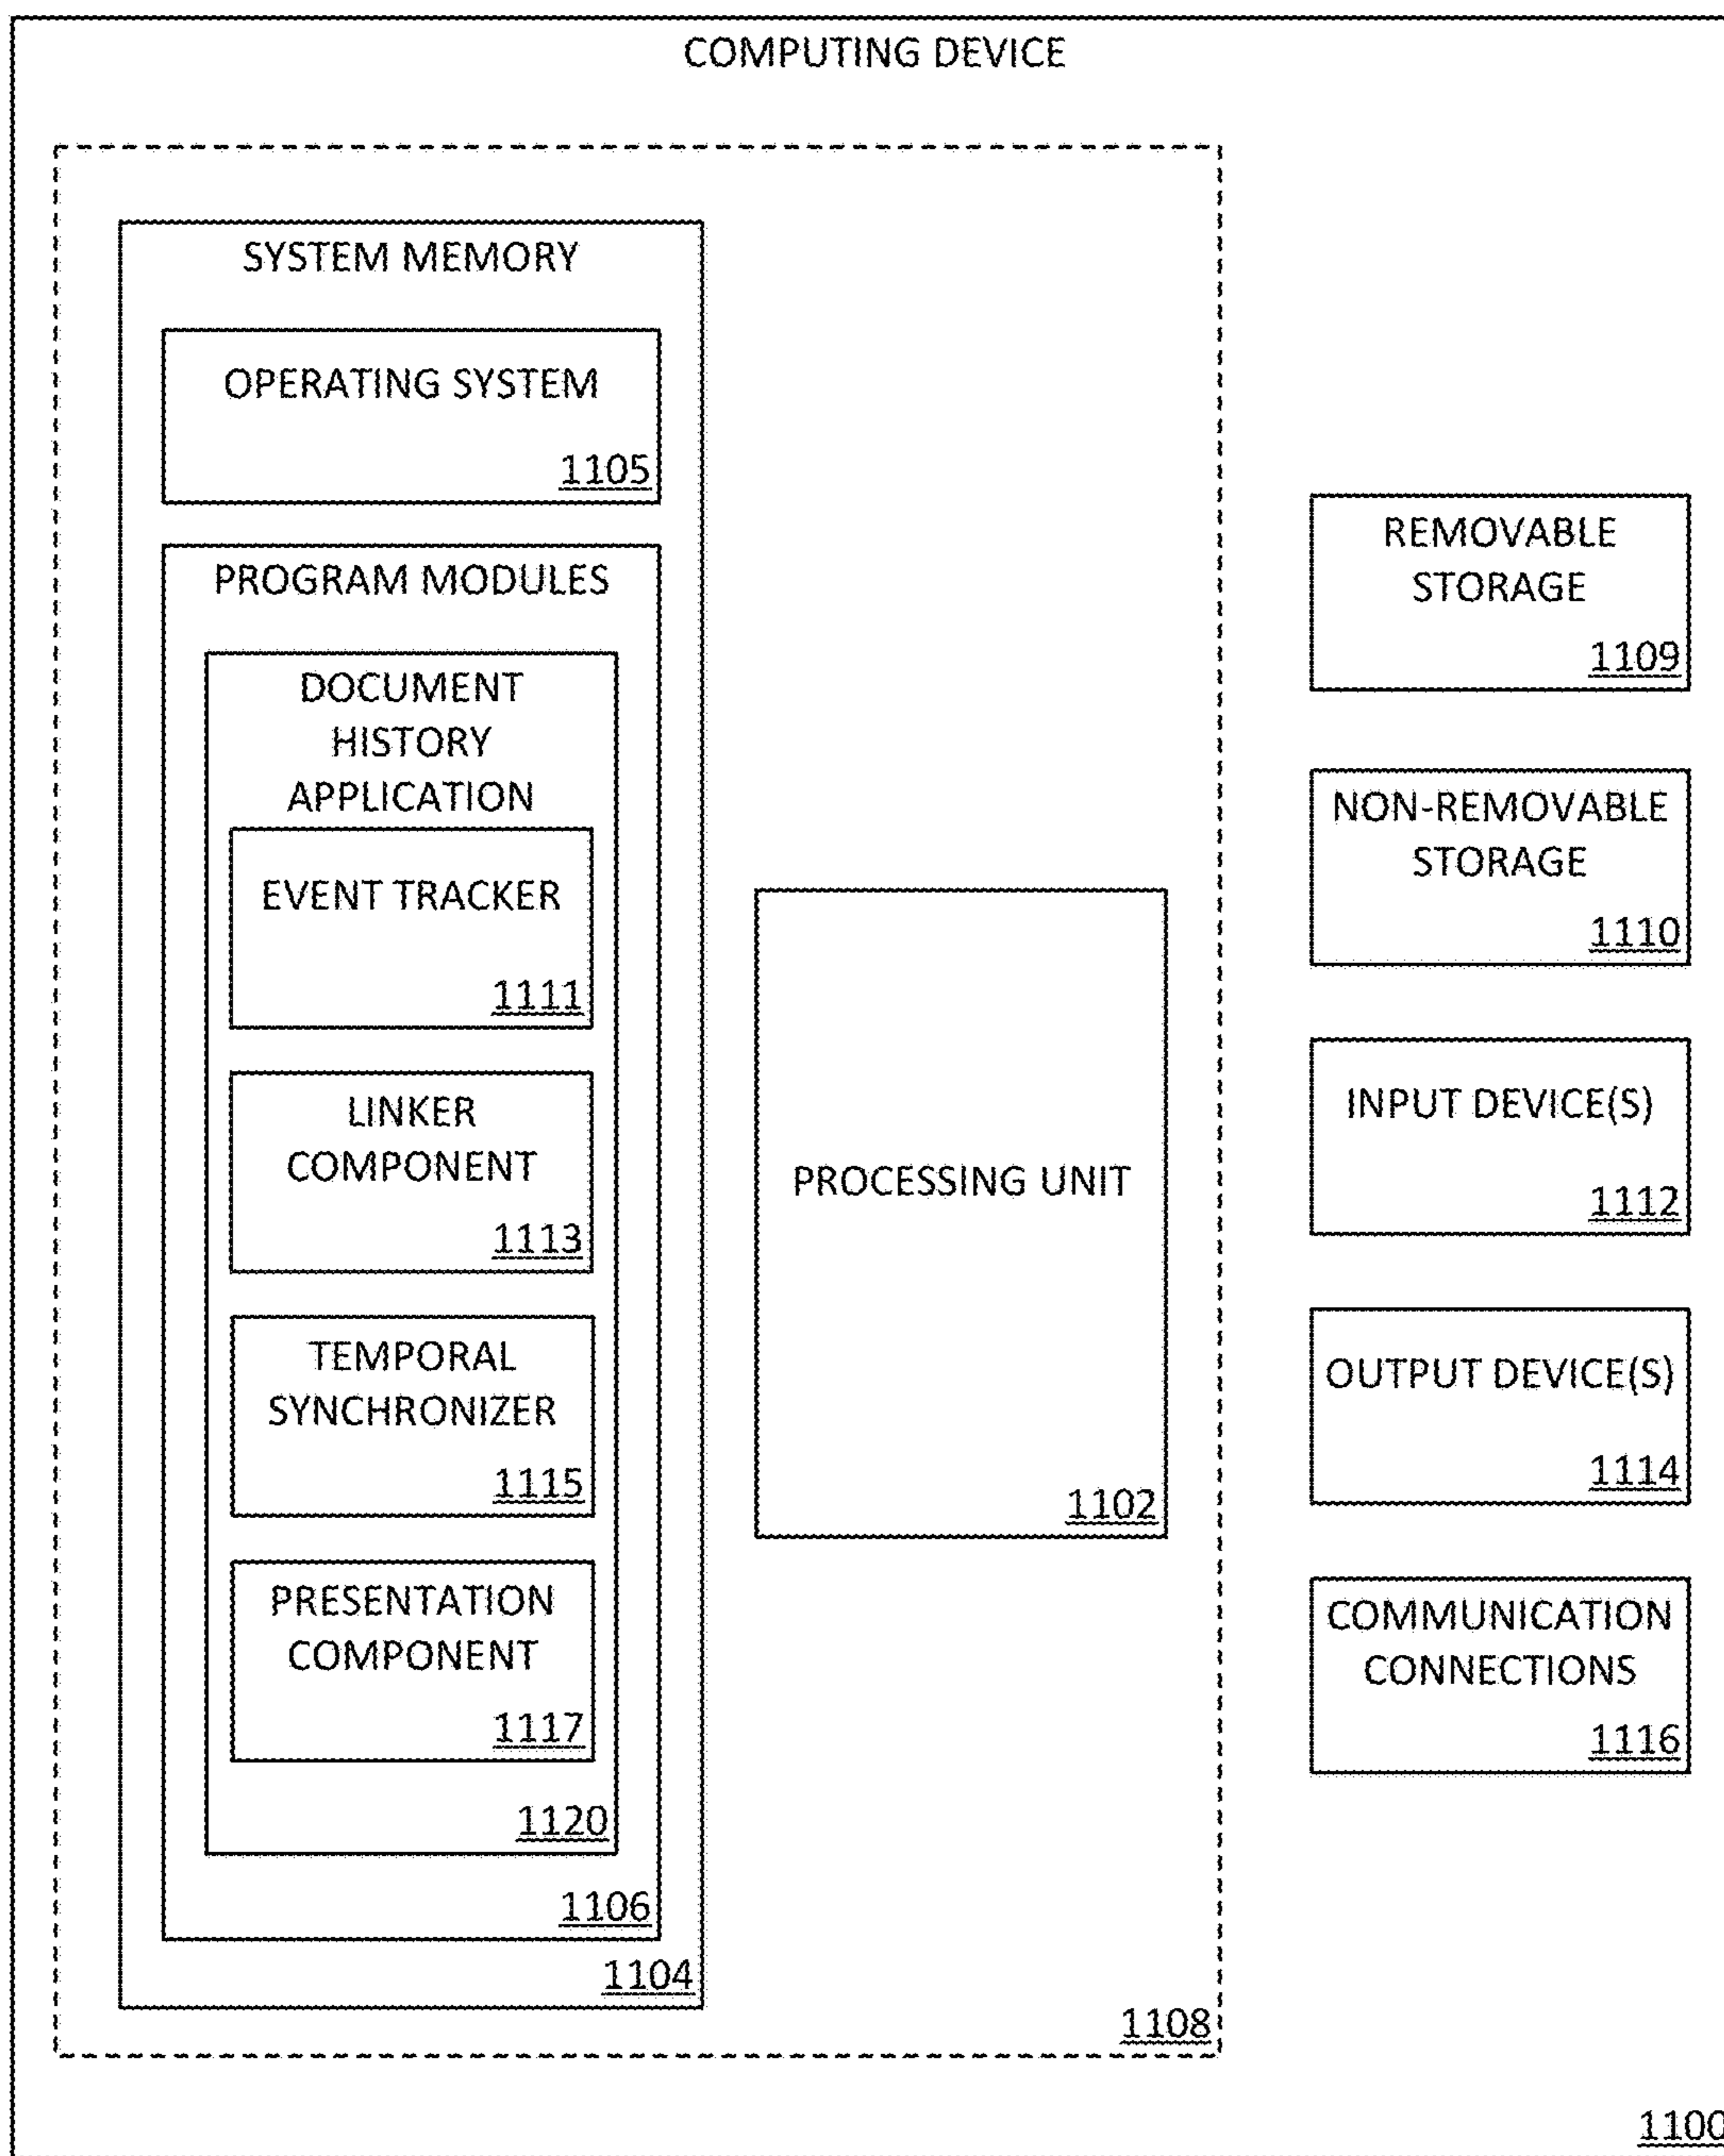 COMPUTING DEVICE
SYSTEM MEMORY
OPERATING SYSTEM
1105
PROGRAM MODULES
DOCUMENT
HISTORY
APPLICATION
EVENT TRACKER
1111
LINKER
COMPONENT
1113
TEMPORAL
SYNCHRONIZER
1115
PRESENTATION
COMPONENT
1117
1120
1106
1104
PROCESSING UNIT
1102
1108
REMOVABLE
STORAGE
1109
NON-REMOVABLE
STORAGE
1110
INPUT DEVICE(S)
1112
OUTPUT DEVICE(S)
1114
COMMUNICATION
CONNECTIONS
1116
1100